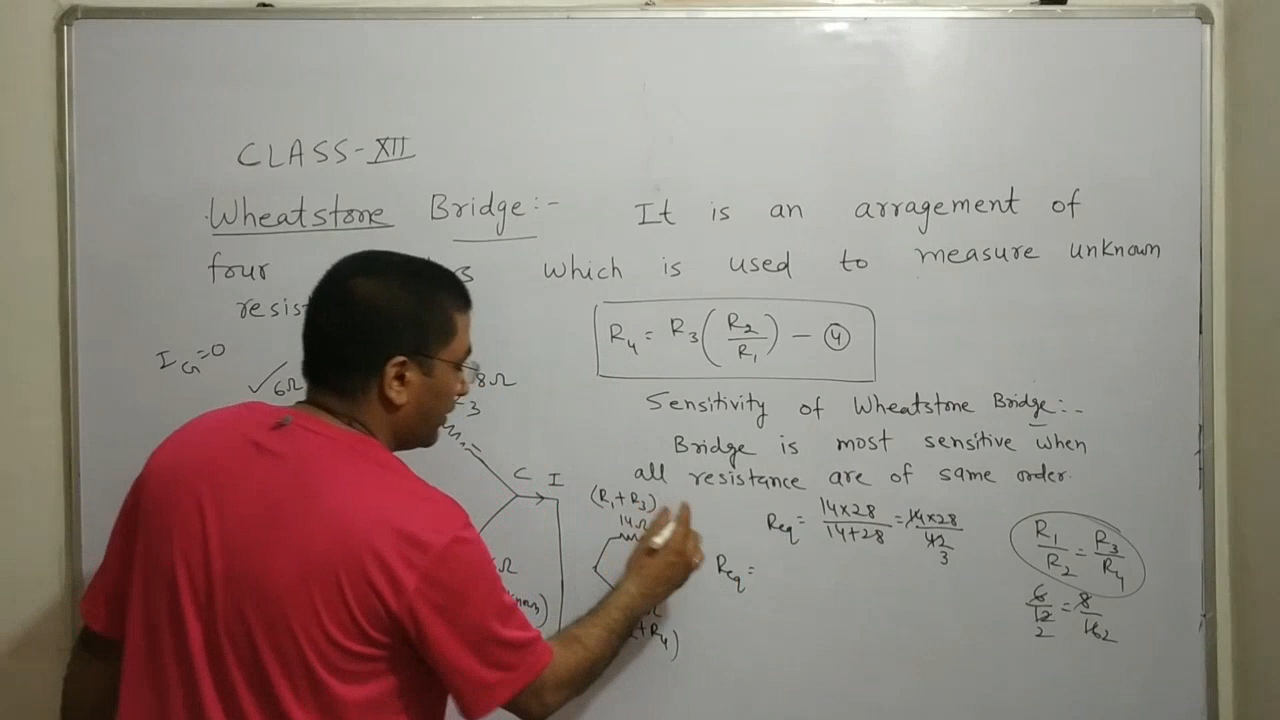 CLASS-XII
Wheatstone Bridge:- It is an arragement of
four which is used to measure unknown
I_G=0
R₄ = R₃(R₂/R₁) — ④
✓6Ω
8Ω
Sensitivity of Wheatstone Bridge:-
Bridge is most sensitive when
all resistance are of same order.
C I
(R₁+R₃)
14Ω
Req = 14×28/14+28 = 14×28/42
3
Req =
R₁/R₂ = R₃/R₄
6/12 = 8/16
2 2
Ω
+R₄)